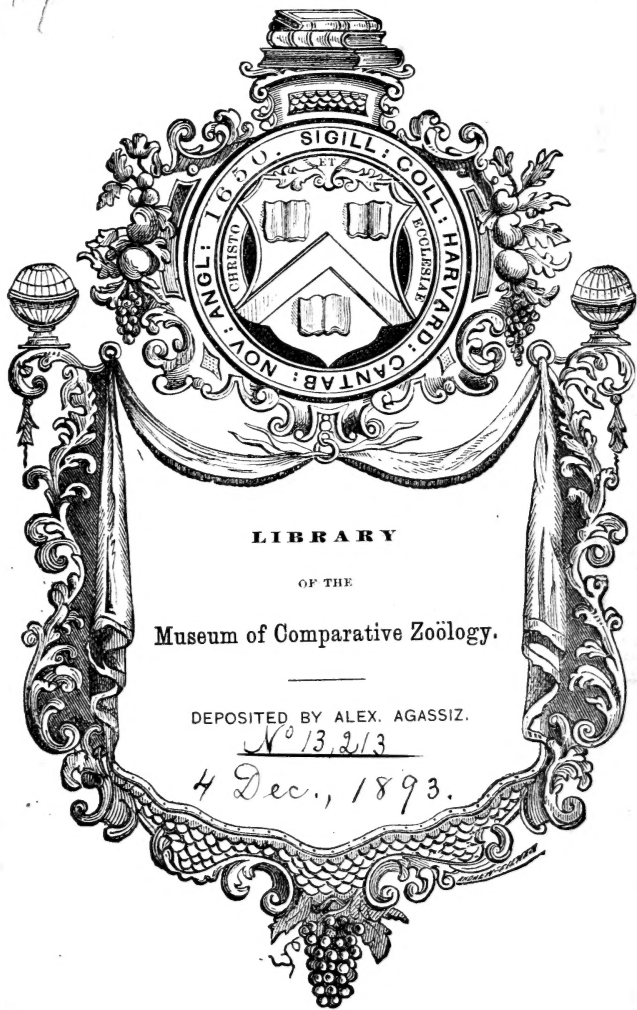 1650. SIGILL: COLL: HARVARD: CANTAB: NOV: ANGL:
ET
CHRISTO
ECCLESIAE
LIBRARY
OF THE
Museum of Comparative Zoölogy.
DEPOSITED BY ALEX. AGASSIZ.
No 13,213
4 Dec., 1893.